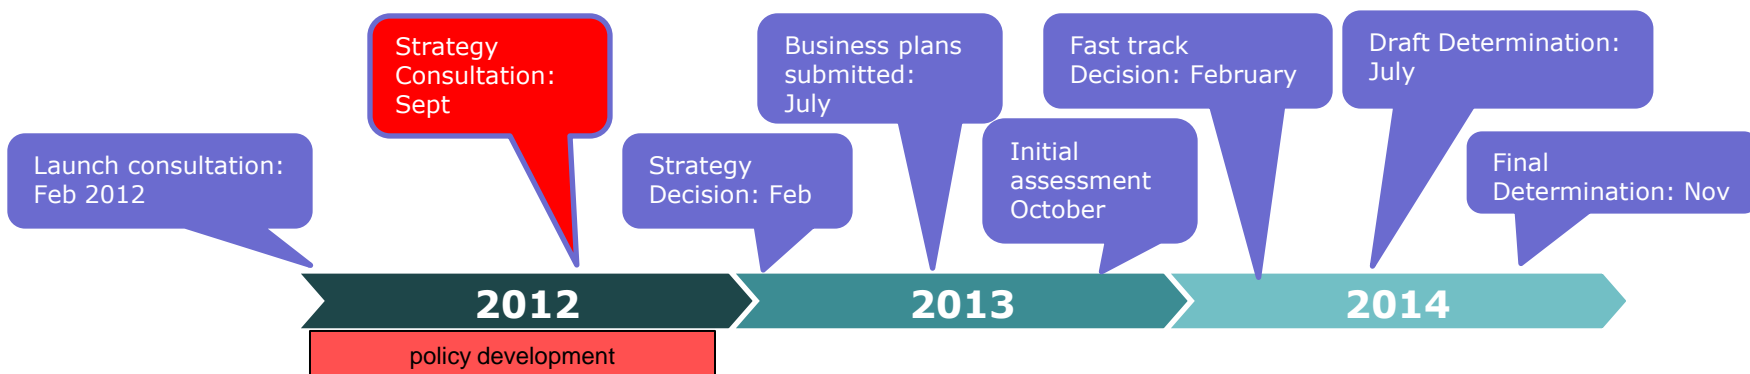 Launch consultation:
Feb 2012
Strategy
Consultation:
Sept
Strategy
Decision: Feb
Business plans
submitted:
July
Initial
assessment
October
Fast track
Decision: February
Draft Determination:
July
Final
Determination: Nov
2012
2013
2014
policy development